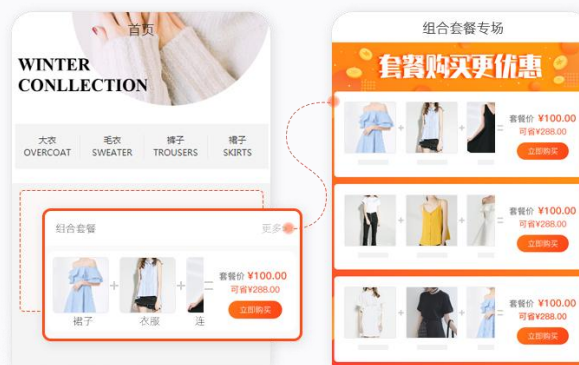 首页
WINTER
CONLLECTION
大衣
OVERCOAT
毛衣
SWEATER
裤子
TROUSERS
裙子
SKIRTS
组合套餐
更多
裙子
衣服
连
套餐价 ¥100.00
可省¥288.00
立即购买
组合套餐专场
套餐购买更优惠
套餐价 ¥100.00
可省¥288.00
立即购买
套餐价 ¥100.00
可省¥288.00
立即购买
套餐价 ¥100.00
可省¥288.00
立即购买